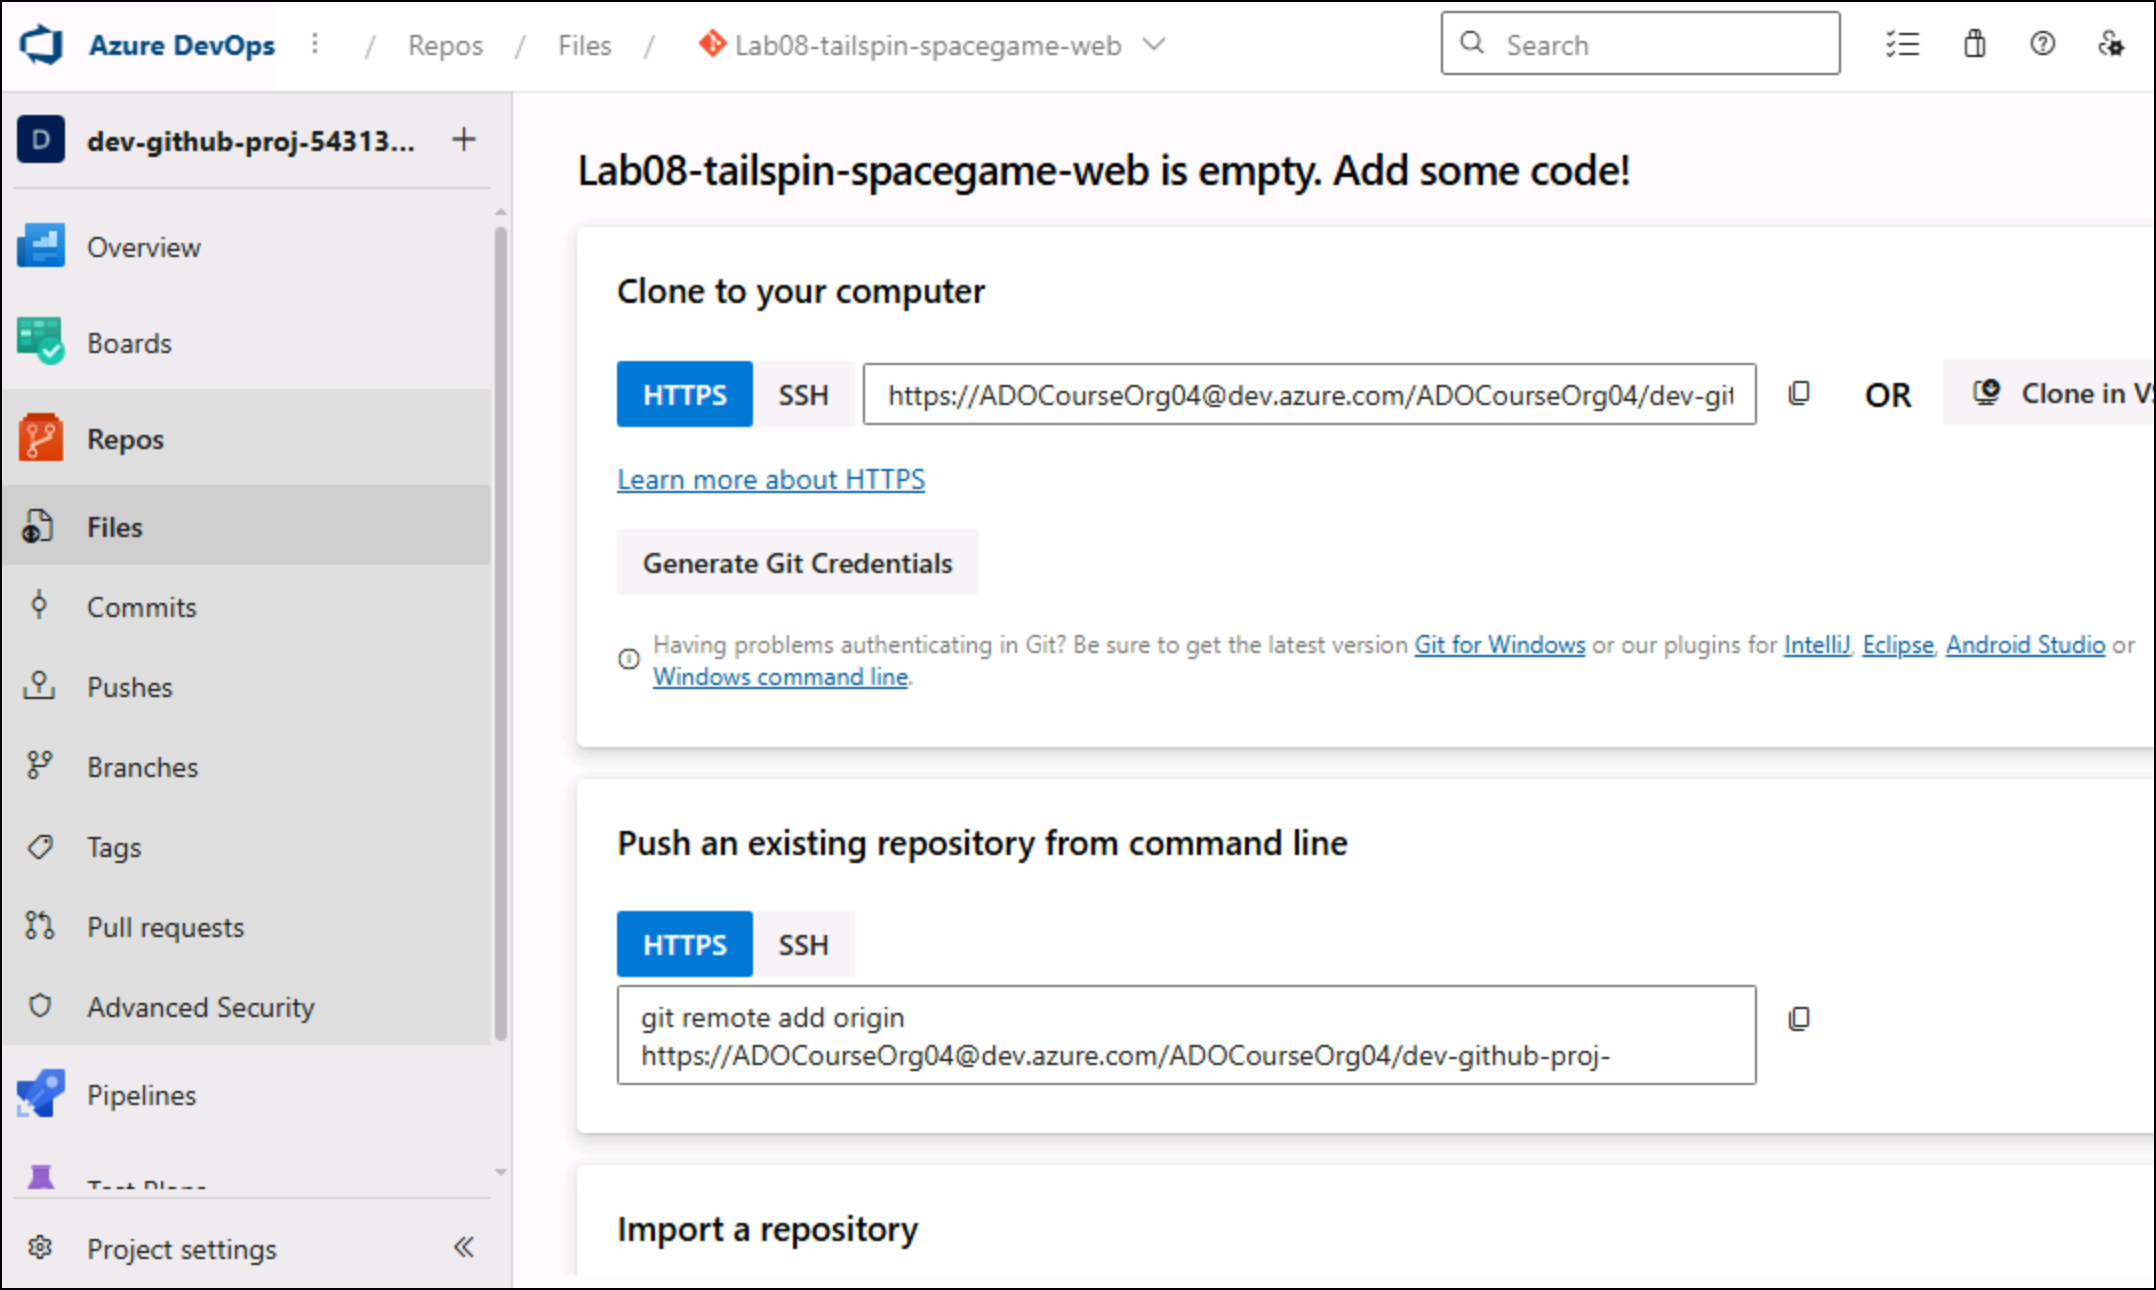 Azure DevOps / Repos / Files / Lab08-tailspin-spacegame-web
Search
D dev-github-proj-54313... +
Overview
Boards
Repos
Files
Commits
Pushes
Branches
Tags
Pull requests
Advanced Security
Pipelines
Test Plans
Project settings
Lab08-tailspin-spacegame-web is empty. Add some code!
Clone to your computer
HTTPS SSH https://ADOCourseOrg04@dev.azure.com/ADOCourseOrg04/dev-git OR Clone in VS
Learn more about HTTPS
Generate Git Credentials
Having problems authenticating in Git? Be sure to get the latest version Git for Windows or our plugins for IntelliJ, Eclipse, Android Studio or
Windows command line.
Push an existing repository from command line
HTTPS SSH
git remote add origin
https://ADOCourseOrg04@dev.azure.com/ADOCourseOrg04/dev-github-proj-
Import a repository